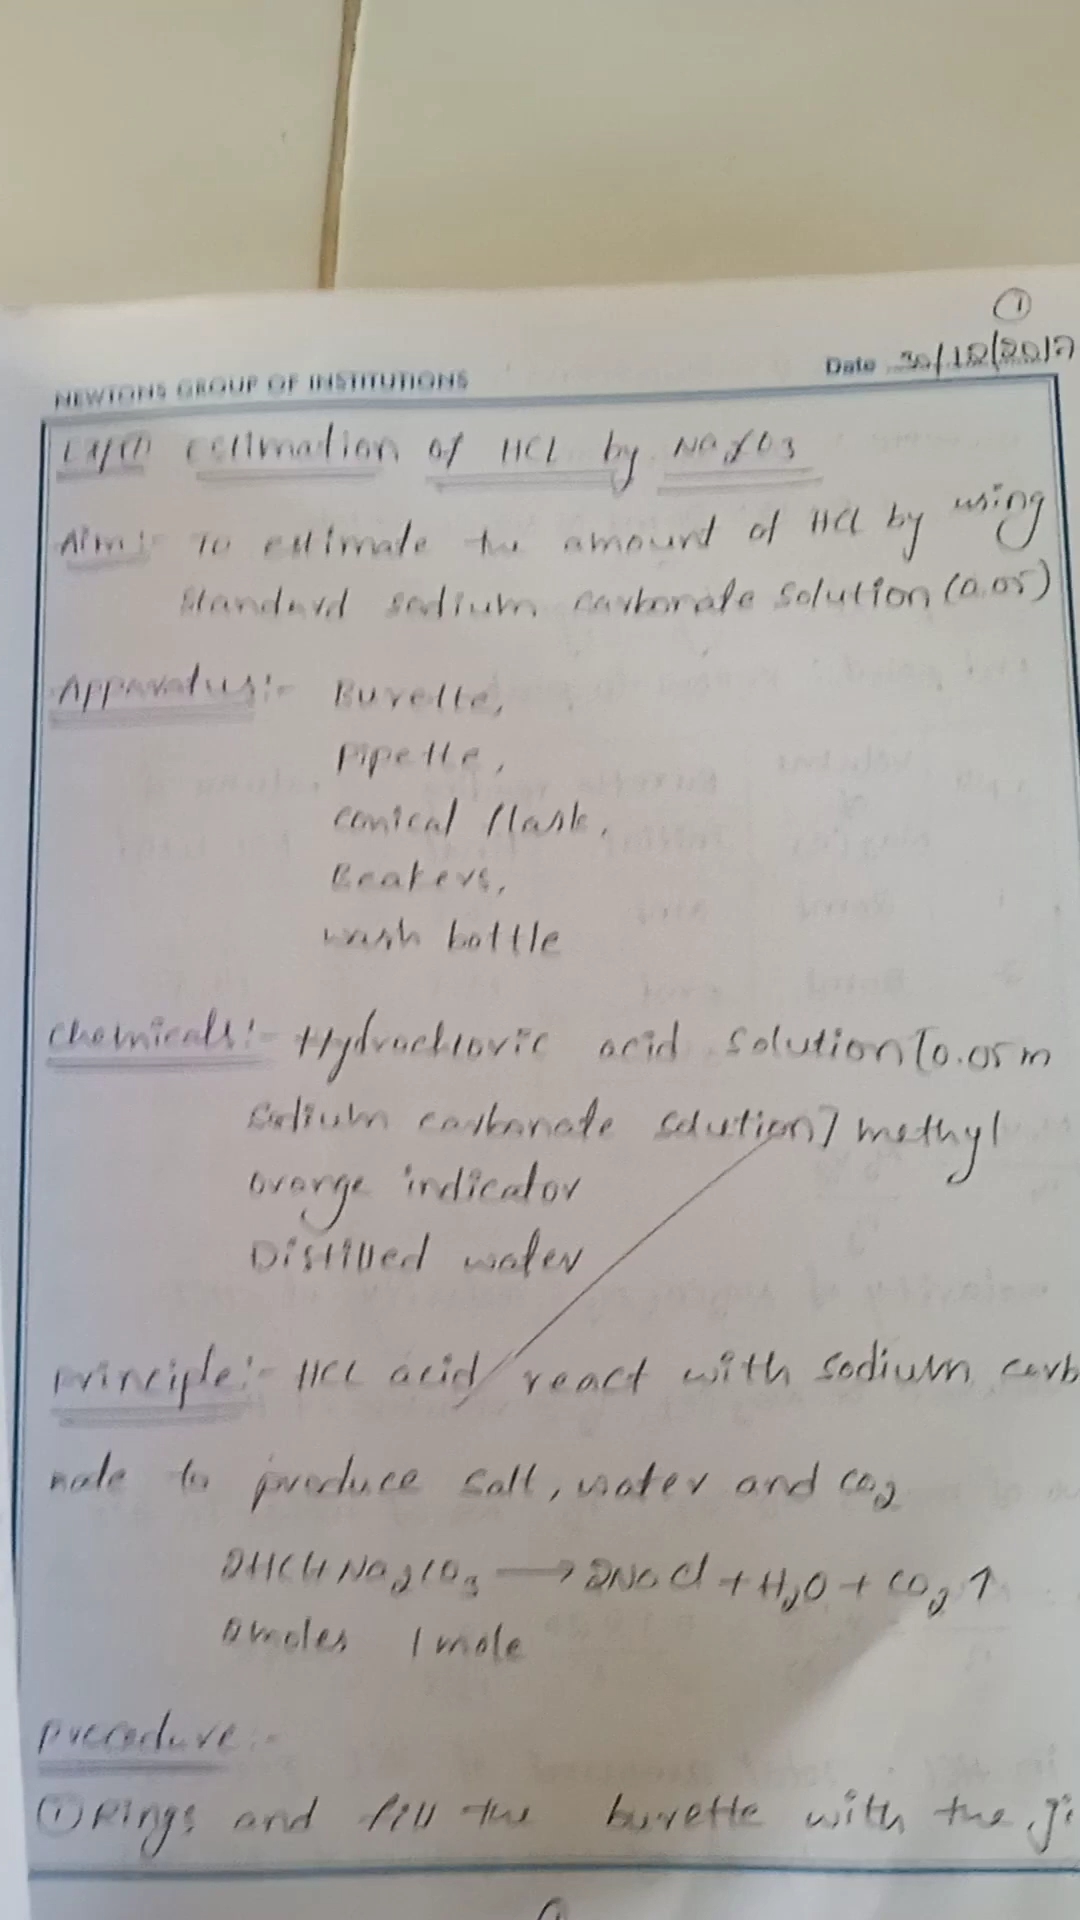 1
Date 30/12/2017
NEWTONS GROUP OF INSTITUTIONS
Estimation of HCl by Na2CO3
Aim:- To estimate the amount of HCl by using
Standard sodium carbonate solution (0.05)
Apparatus:- Burette,
Pipette,
conical flask,
Beakers,
wash bottle
Chemicals:- Hydrochloric acid solution [0.05m
Sodium carbonate solution] methyl
orange indicator
Distilled water
Principle:- HCl acid react with sodium carb
nate to produce salt, water and CO2
2HCl+Na2CO3 → 2NaCl + H2O + CO2 ↑
2moles 1mole
Procedure:-
① Rings and fill the burette with the gi